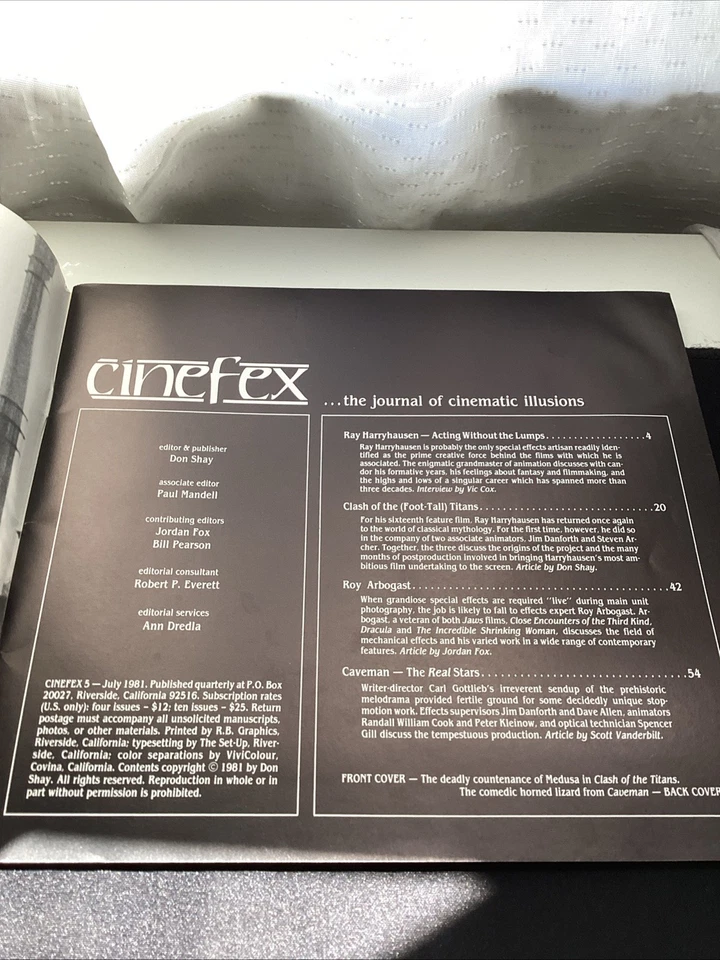 cinefex
...the journal of cinematic illusions
editor & publisher
Don Shay
associate editor
Paul Mandell
contributing editors
Jordan Fox
Bill Pearson
editorial consultant
Robert P. Everett
editorial services
Ann Dredla
CINEFEX 5 — July 1981. Published quarterly at P.O. Box
20027, Riverside, California 92516. Subscription rates
(U.S. only): four issues – $12; ten issues – $25. Return
postage must accompany all unsolicited manuscripts,
photos, or other materials. Printed by R.B. Graphics,
Riverside, California; typesetting by The Set-Up, River-
side, California; color separations by ViviColour,
Covina, California. Contents copyright © 1981 by Don
Shay. All rights reserved. Reproduction in whole or in
part without permission is prohibited.
Ray Harryhausen — Acting Without the Lumps..................4
Ray Harryhausen is probably the only special effects artisan readily iden-
tified as the prime creative force behind the films with which he is
associated. The enigmatic grandmaster of animation discusses with can-
dor his formative years, his feelings about fantasy and filmmaking, and
the highs and lows of a singular career which has spanned more than
three decades. Interview by Vic Cox.
Clash of the (Foot-Tall) Titans..............................20
For his sixteenth feature film, Ray Harryhausen has returned once again
to the world of classical mythology. For the first time, however, he did so
in the company of two associate animators, Jim Danforth and Steven Ar-
cher. Together, the three discuss the origins of the project and the many
months of postproduction involved in bringing Harryhausen's most am-
bitious film undertaking to the screen. Article by Don Shay.
Roy Arbogast............................................42
When grandiose special effects are required "live" during main unit
photography, the job is likely to fall to effects expert Roy Arbogast. Ar-
bogast, a veteran of both Jaws films, Close Encounters of the Third Kind,
Dracula and The Incredible Shrinking Woman, discusses the field of
mechanical effects and his varied work in a wide range of contemporary
features. Article by Jordan Fox.
Caveman — The Real Stars....................................54
Writer-director Carl Gottlieb's irreverent sendup of the prehistoric
melodrama provided fertile ground for some decidedly unique stop-
motion work. Effects supervisors Jim Danforth and Dave Allen, animators
Randall William Cook and Peter Kleinow, and optical technician Spencer
Gill discuss the tempestuous production. Article by Scott Vanderbilt.
FRONT COVER — The deadly countenance of Medusa in Clash of the Titans.
The comedic horned lizard from Caveman — BACK COVER